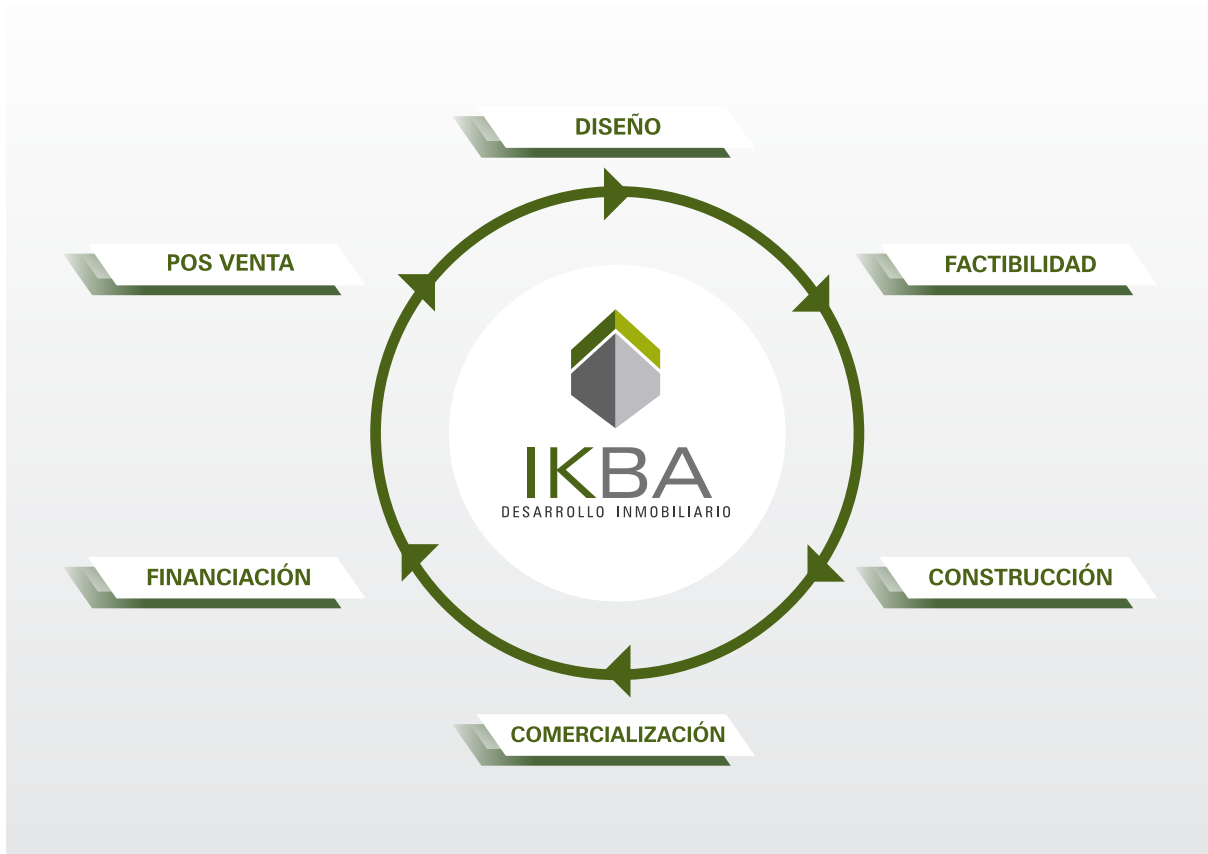 DISEÑO
POS VENTA
FACTIBILIDAD
IKBA
DESARROLLO INMOBILIARIO
FINANCIACIÓN
CONSTRUCCIÓN
COMERCIALIZACIÓN